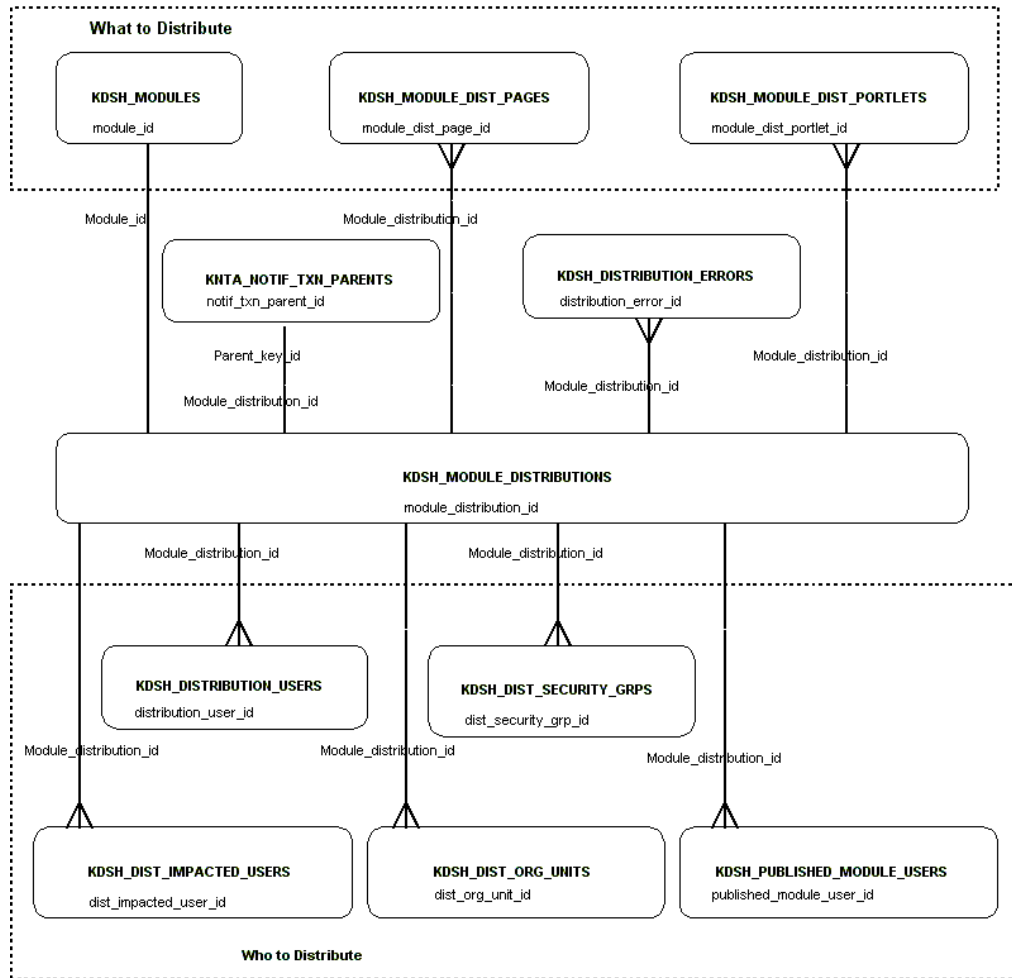 What to Distribute
KDSH_MODULES
module_id
KDSH_MODULE_DIST_PAGES
module_dist_page_id
KDSH_MODULE_DIST_PORTLETS
module_dist_portlet_id
Module_id
Module_distribution_id
KNTA_NOTIF_TXN_PARENTS
notif_txn_parent_id
KDSH_DISTRIBUTION_ERRORS
distribution_error_id
Parent_key_id
Module_distribution_id
Module_distribution_id
Module_distribution_id
KDSH_MODULE_DISTRIBUTIONS
module_distribution_id
Module_distribution_id
Module_distribution_id
KDSH_DISTRIBUTION_USERS
distribution_user_id
KDSH_DIST_SECURITY_GRPS
dist_security_grp_id
Module_distribution_id
Module_distribution_id
Module_distribution_id
KDSH_DIST_IMPACTED_USERS
dist_impacted_user_id
KDSH_DIST_ORG_UNITS
dist_org_unit_id
KDSH_PUBLISHED_MODULE_USERS
published_module_user_id
Who to Distribute